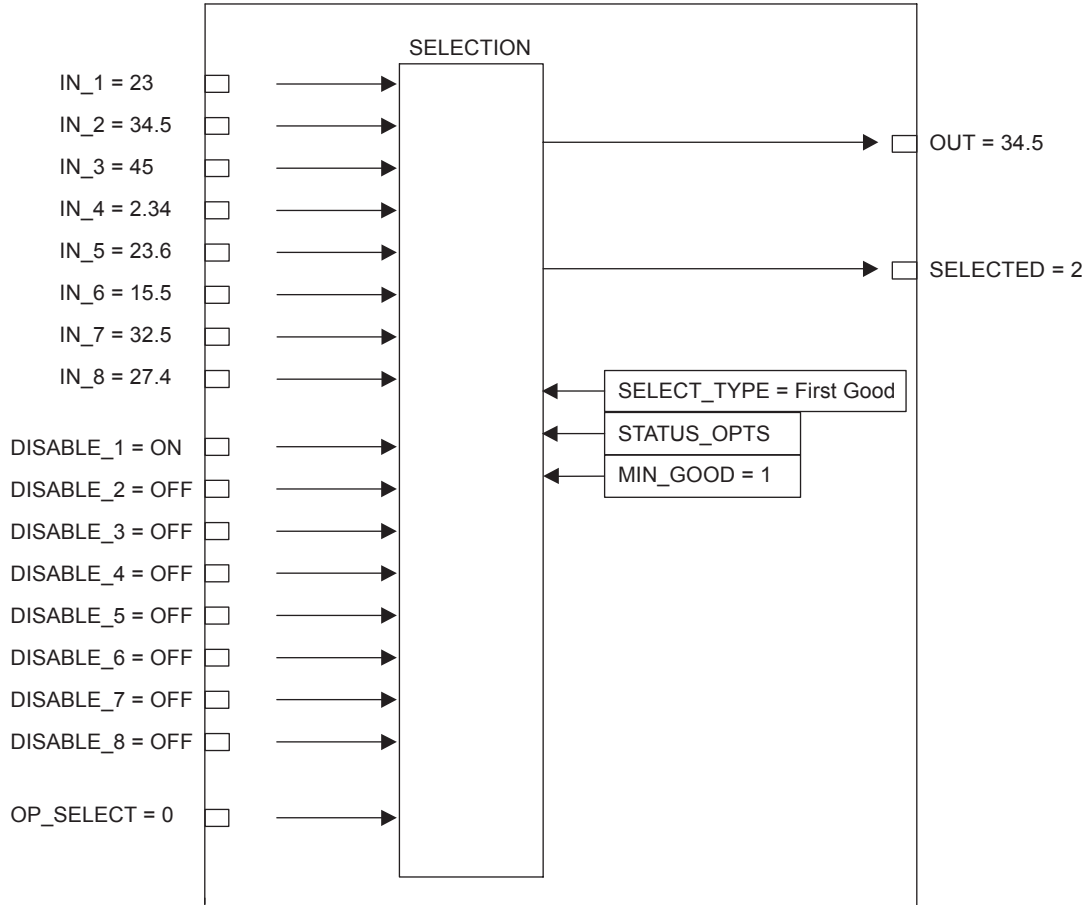 SELECTION
IN_1 = 23
IN_2 = 34.5
IN_3 = 45
IN_4 = 2.34
IN_5 = 23.6
IN_6 = 15.5
IN_7 = 32.5
IN_8 = 27.4
DISABLE_1 = ON
DISABLE_2 = OFF
DISABLE_3 = OFF
DISABLE_4 = OFF
DISABLE_5 = OFF
DISABLE_6 = OFF
DISABLE_7 = OFF
DISABLE_8 = OFF
OP_SELECT = 0
OUT = 34.5
SELECTED = 2
SELECT_TYPE = First Good
STATUS_OPTS
MIN_GOOD = 1